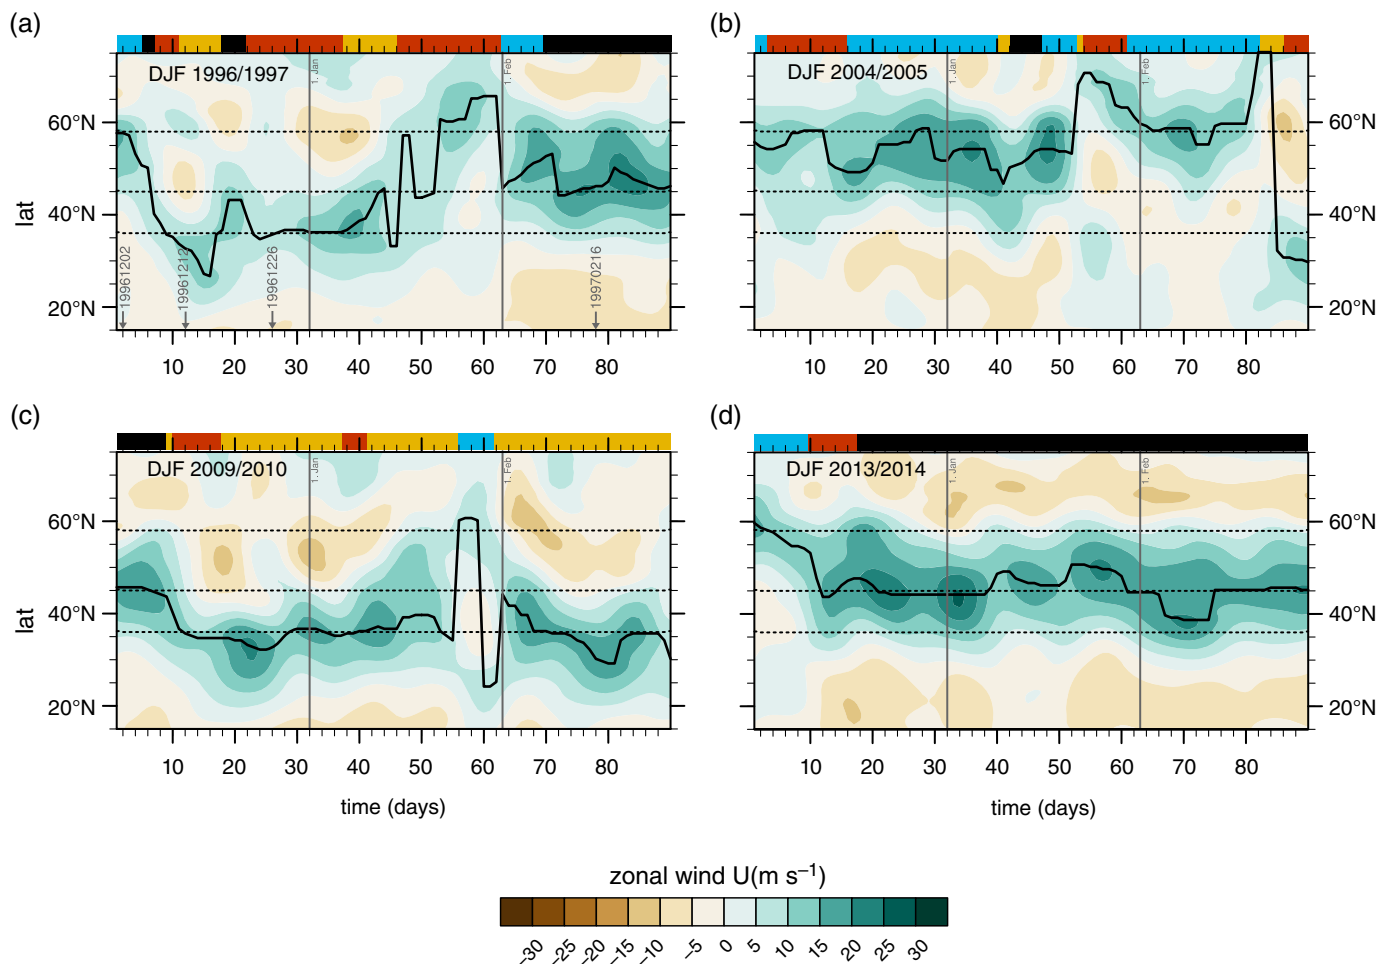 (a)
(b)
DJF 1996/1997
DJF 2004/2005
1. Jan
1. Feb
1. Jan
1. Feb
60°N
40°N
20°N
lat
19961202
19961212
19961226
19970216
60°N
40°N
20°N
10 20 30 40 50 60 70 80
10 20 30 40 50 60 70 80
(c)
(d)
DJF 2009/2010
DJF 2013/2014
1. Jan
1. Feb
1. Jan
1. Feb
60°N
40°N
20°N
lat
60°N
40°N
20°N
10 20 30 40 50 60 70 80
10 20 30 40 50 60 70 80
time (days)
time (days)
zonal wind U(m s⁻¹)
−30 −25 −20 −15 −10 −5 0 5 10 15 20 25 30